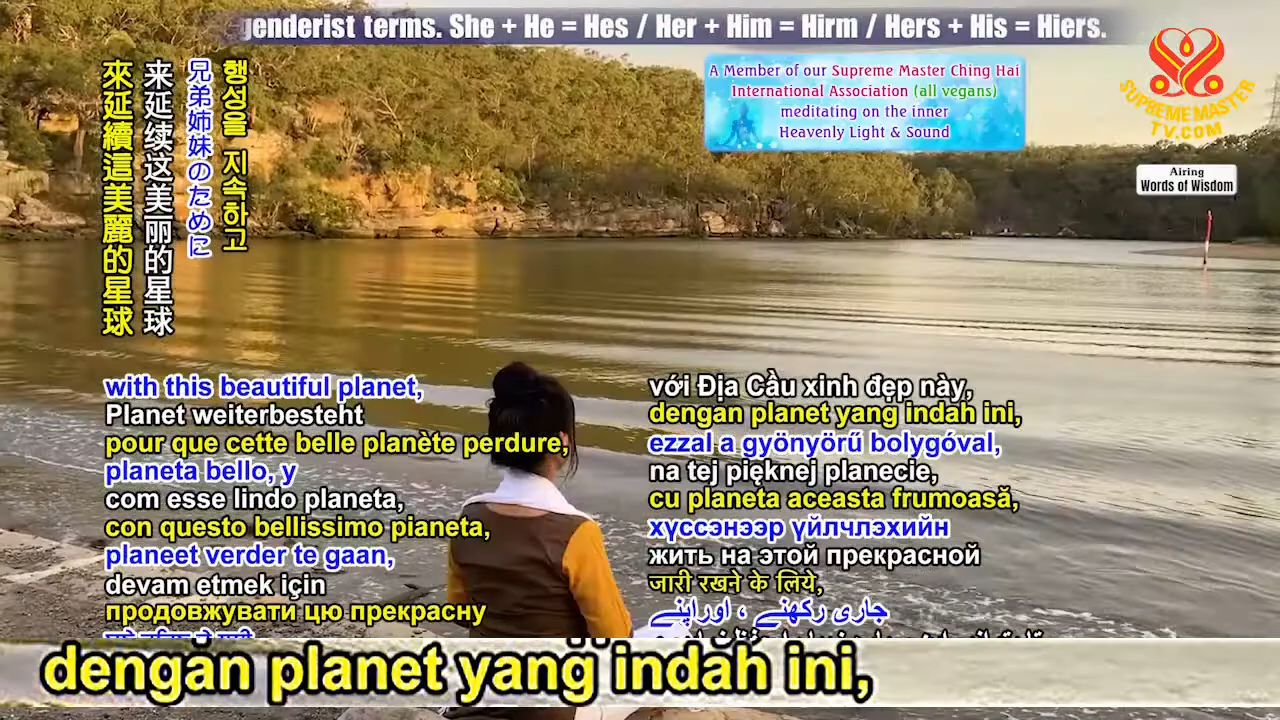 genderist terms. She + He = Hes / Her + Him = Hirm / Hers + His = Hiers.
A Member of our Supreme Master Ching Hai
International Association (all vegans)
meditating on the inner
Heavenly Light & Sound
SUPREME MASTER
TV.COM
Airing
Words of Wisdom
행성을 지속하고
兄弟姉妹のために
来延续这美丽的星球
來延續這美麗的星球
with this beautiful planet,
Planet weiterbesteht
pour que cette belle planète perdure,
planeta bello, y
com esse lindo planeta,
con questo bellissimo pianeta,
planeet verder te gaan,
devam etmek için
продовжувати цю прекрасну
với Địa Cầu xinh đẹp này,
dengan planet yang indah ini,
ezzal a gyönyörű bolygóval,
na tej pięknej planecie,
cu planeta aceasta frumoasă,
хүссэнээр үйлчлэхийн
жить на этой прекрасной
जारी रखने के लिये,
جاری رکھنے ، اوراپنے
dengan planet yang indah ini,